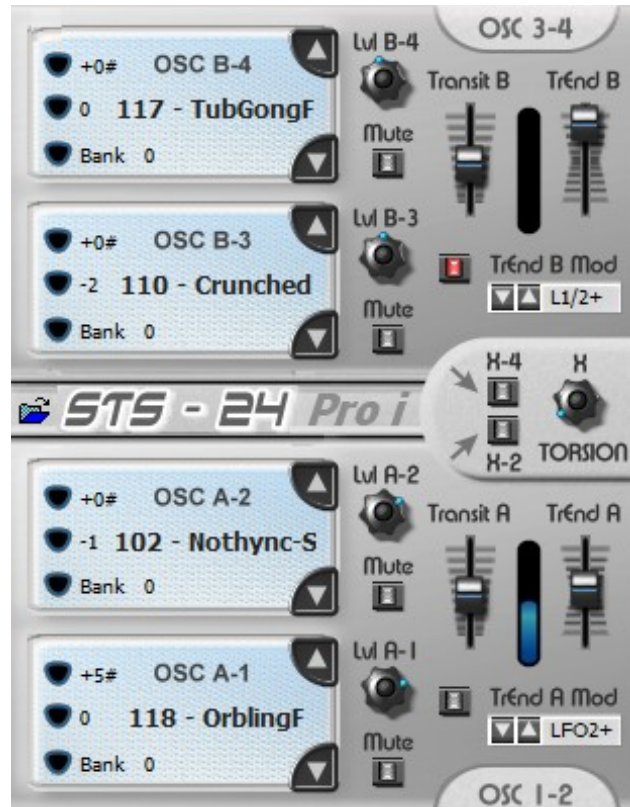 OSC 3-4
+0# OSC B-4
0 117 - TubGongF
Bank 0
Lvl B-4
Mute
Transit B TrEnd B
+0# OSC B-3
-2 110 - Crunched
Bank 0
Lvl B-3
Mute
TrEnd B Mod
L1/2+
STS - 24 Pro i
X-4
X-2
X
TORSION
+0# OSC A-2
-1 102 - Nothync-S
Bank 0
Lvl A-2
Mute
Transit A TrEnd A
+5# OSC A-1
0 118 - OrblingF
Bank 0
Lvl A-1
Mute
TrEnd A Mod
LFO2+
OSC 1-2